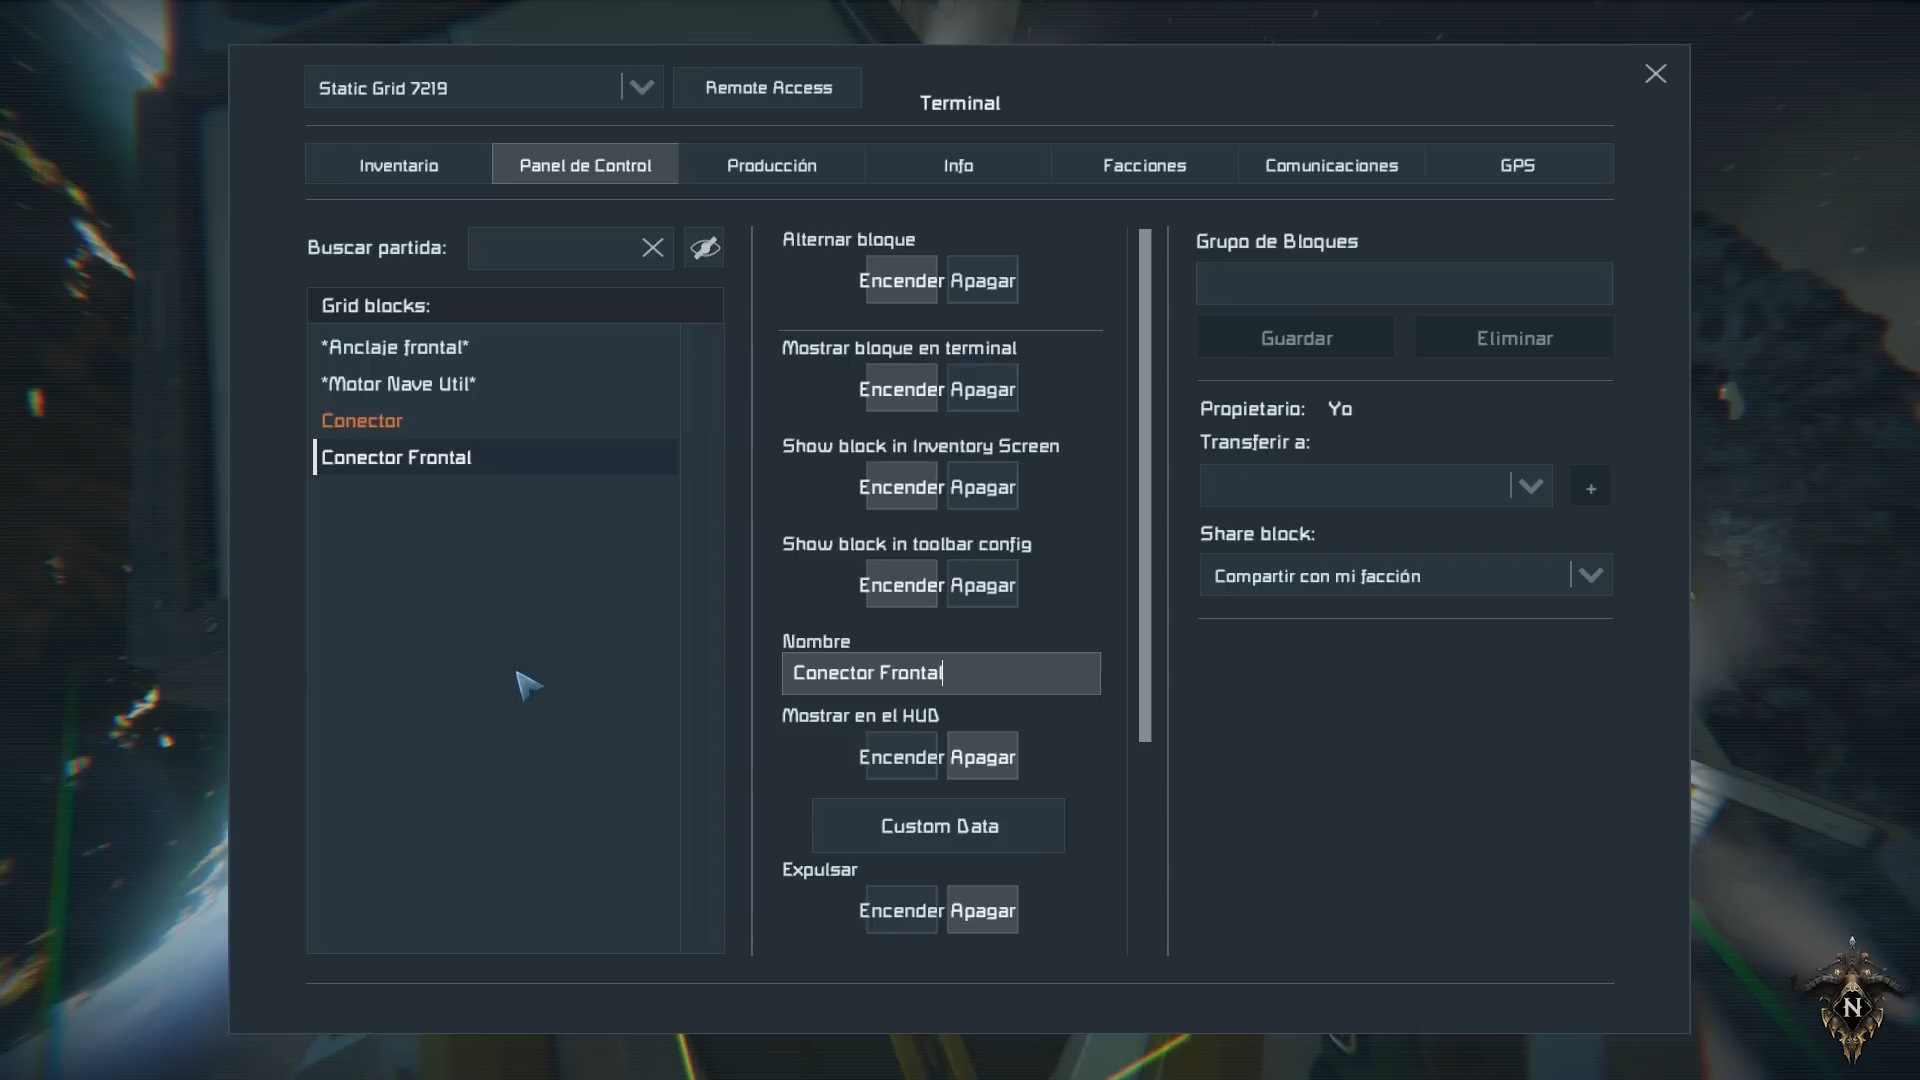 Static Grid 7219
Remote Access
Terminal
Inventario
Panel de Control
Producción
Info
Facciones
Comunicaciones
GPS
Buscar partida:
Grid blocks:
*Anclaje frontal*
*Motor Nave Util*
Conector
Conector Frontal
Alternar bloque
Encender Apagar
Mostrar bloque en terminal
Encender Apagar
Show block in Inventory Screen
Encender Apagar
Show block in toolbar config
Encender Apagar
Nombre
Conector Frontal
Mostrar en el HUD
Encender Apagar
Custom Data
Expulsar
Encender Apagar
Grupo de Bloques
Guardar
Eliminar
Propietario: Yo
Transferir a:
+
Share block:
Compartir con mi facción
N